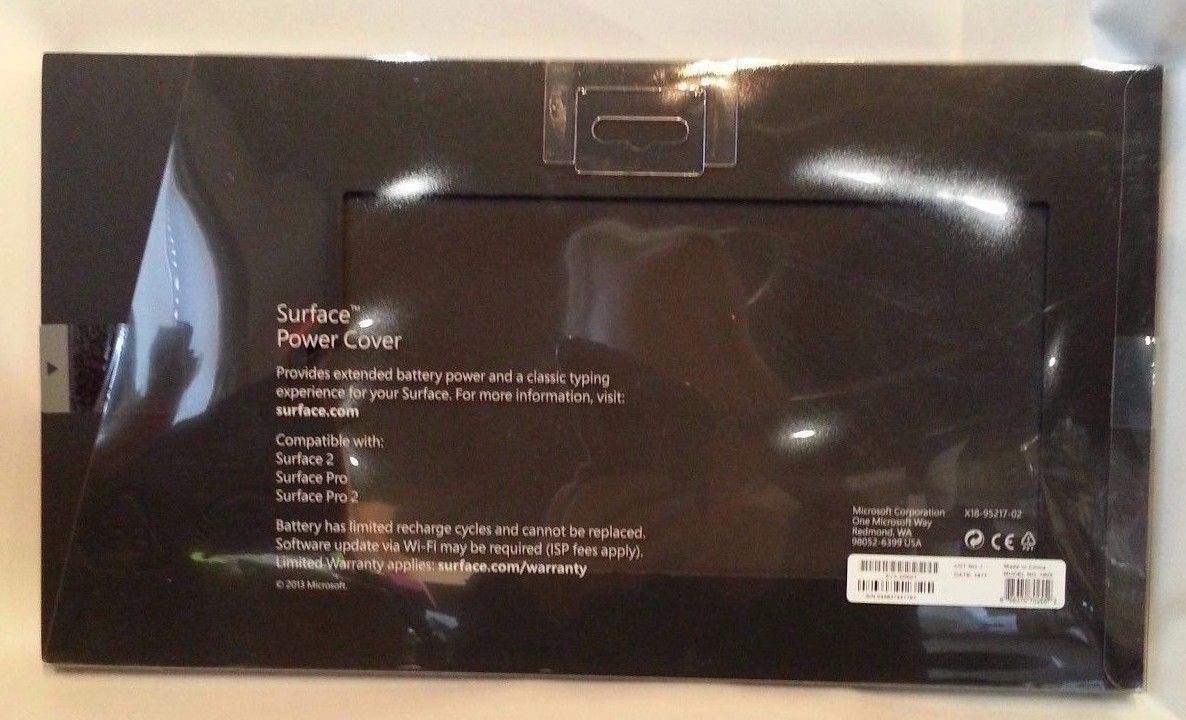 Surface™
Power Cover
Provides extended battery power and a classic typing
experience for your Surface. For more information, visit:
surface.com
Compatible with:
Surface 2
Surface Pro
Surface Pro 2
Battery has limited recharge cycles and cannot be replaced.
Software update via Wi-Fi may be required (ISP fees apply).
Limited Warranty applies: surface.com/warranty
© 2013 Microsoft.
Microsoft Corporation X18-95217-02
One Microsoft Way
Redmond, WA
98052-6399 USA
CE
Made in China
MODEL NO.